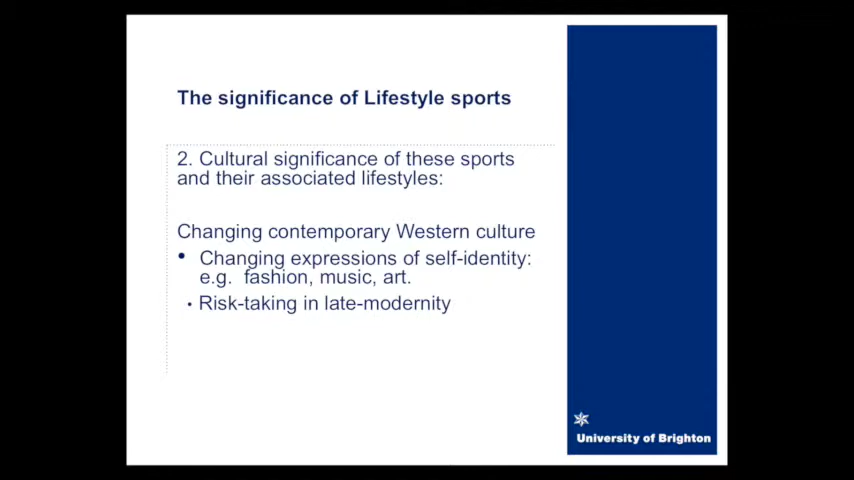 The significance of Lifestyle sports
2. Cultural significance of these sports
and their associated lifestyles:
Changing contemporary Western culture
• Changing expressions of self-identity:
e.g. fashion, music, art.
• Risk-taking in late-modernity
University of Brighton